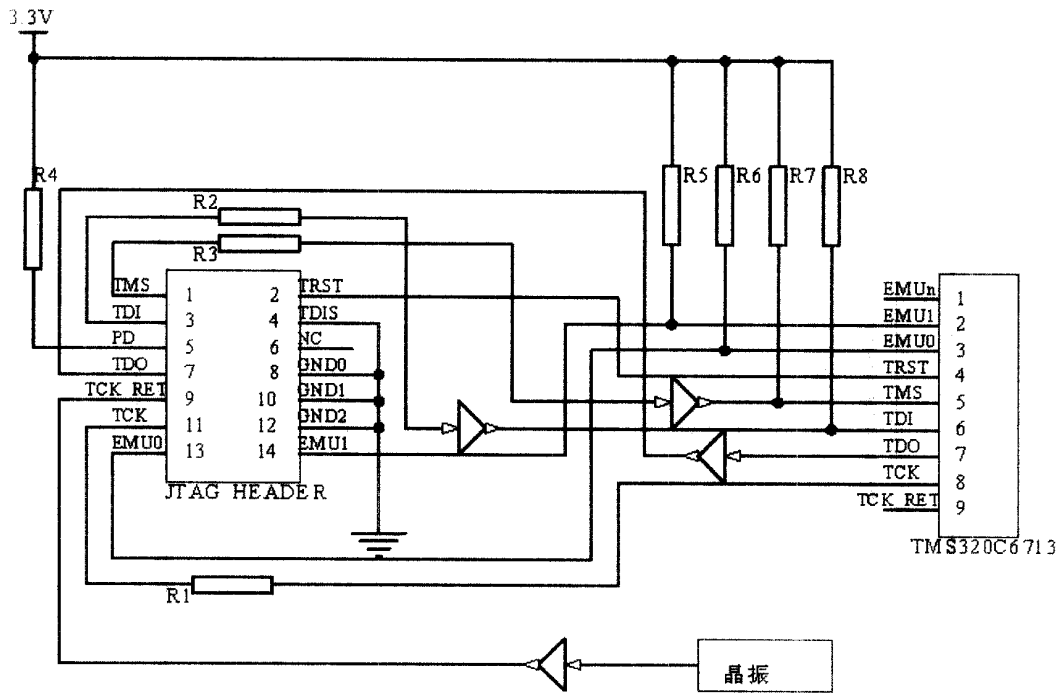 3.3V
R4
R5
R6
R7
R8
R2
R3
TMS 1 2 TRST
TDI 3 4 TDIS
PD 5 6 NC
TDO 7 8 GND0
TCK RET 9 10 GND1
TCK 11 12 GND2
EMU0 13 14 EMU1
JTAG HEADER
EMUn 1
EMU1 2
EMU0 3
TRST 4
TMS 5
TDI 6
TDO 7
TCK 8
TCK RET 9
TMS320C6713
R1
晶振